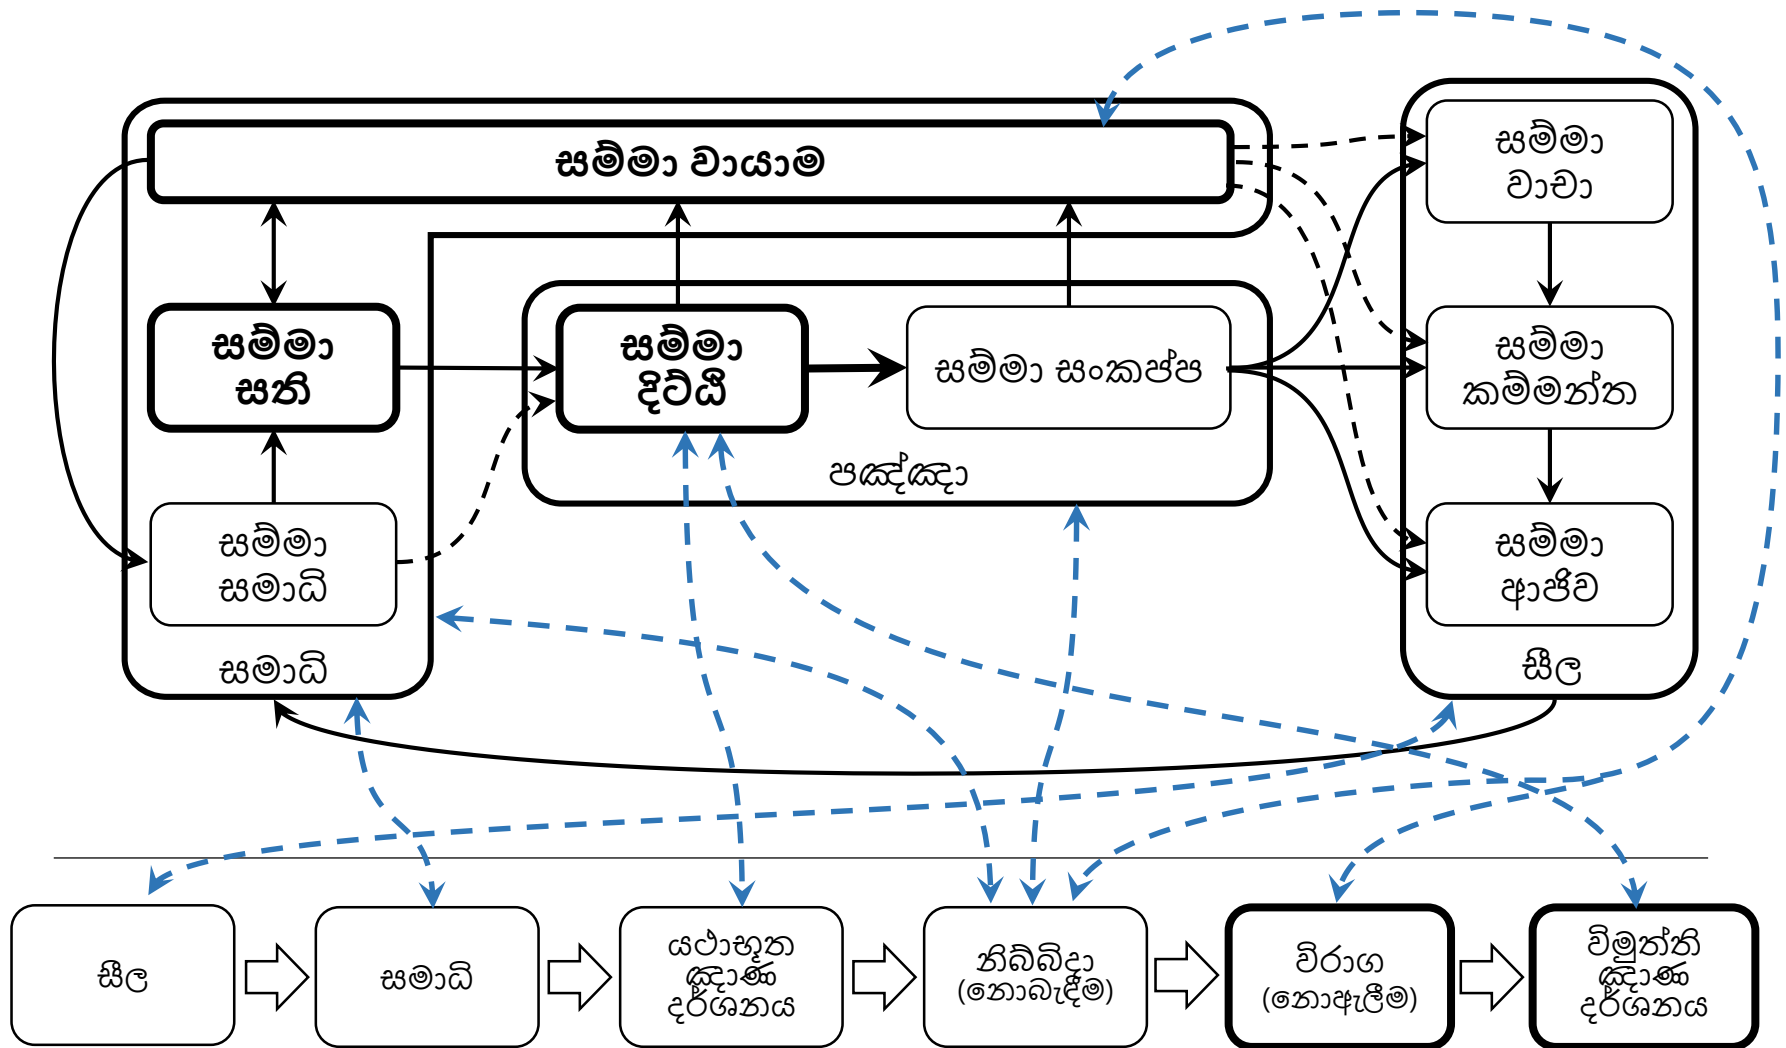 සම්මා වායාම
සම්මා
වාචා
සම්මා
සති
සම්මා
දිට්ඨි
සම්මා සංකප්ප
සම්මා
කම්මන්ත
පඤ්ඤා
සම්මා
සමාධි
සම්මා
ආජිව
සමාධි
සීල
සීල
සමාධි
යථාභූත
ඤාණ
දර්ශනය
නිබ්බිදා
(නොබැඳීම)
විරාග
(නොඇලීම)
විමුත්ති
ඤාණ
දර්ශනය